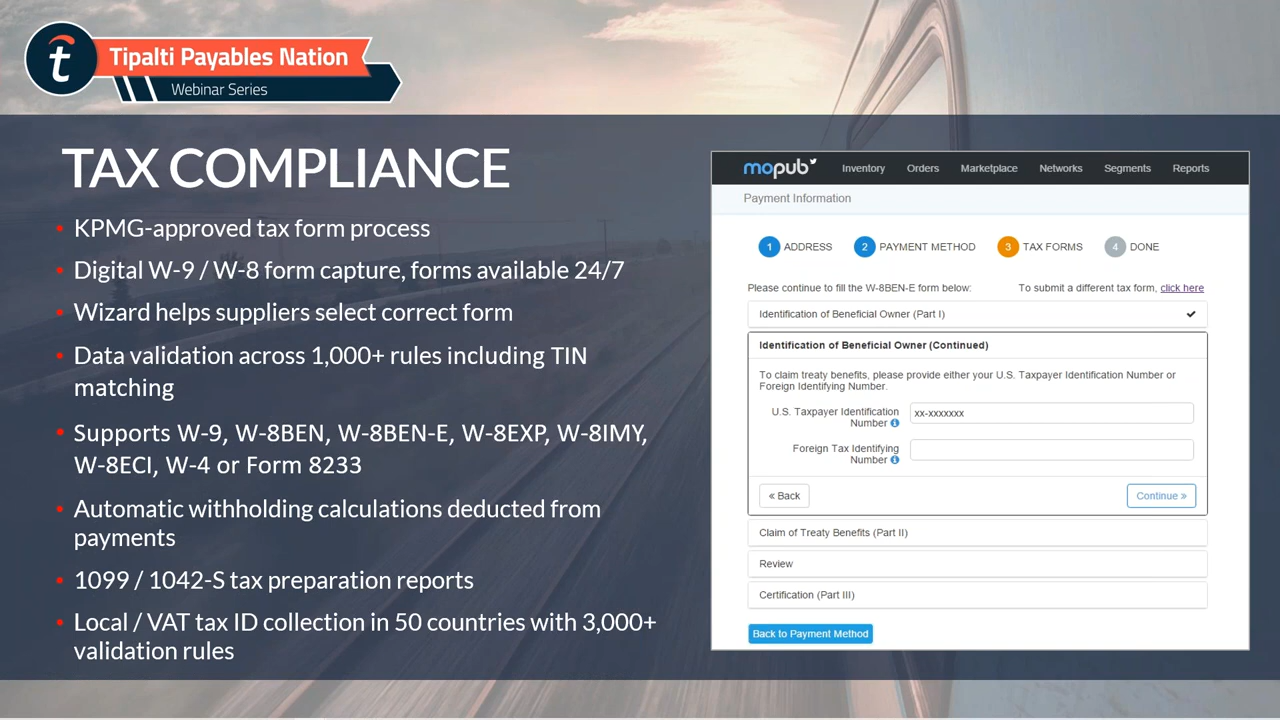 t
Tipalti Payables Nation
Webinar Series
TAX COMPLIANCE
• KPMG-approved tax form process
• Digital W-9 / W-8 form capture, forms available 24/7
• Wizard helps suppliers select correct form
• Data validation across 1,000+ rules including TIN
matching
• Supports W-9, W-8BEN, W-8BEN-E, W-8EXP, W-8IMY,
W-8ECI, W-4 or Form 8233
• Automatic withholding calculations deducted from
payments
• 1099 / 1042-S tax preparation reports
• Local / VAT tax ID collection in 50 countries with 3,000+
validation rules
mopub Inventory Orders Marketplace Networks Segments Reports
Payment Information
1 ADDRESS 2 PAYMENT METHOD 3 TAX FORMS 4 DONE
Please continue to fill the W-8BEN-E form below: To submit a different tax form, click here
Identification of Beneficial Owner (Part I)
Identification of Beneficial Owner (Continued)
To claim treaty benefits, please provide either your U.S. Taxpayer Identification Number or
Foreign Identifying Number.
U.S. Taxpayer Identification
Number xx-xxxxxxx
Foreign Tax Identifying
Number
« Back Continue »
Claim of Treaty Benefits (Part II)
Review
Certification (Part III)
Back to Payment Method